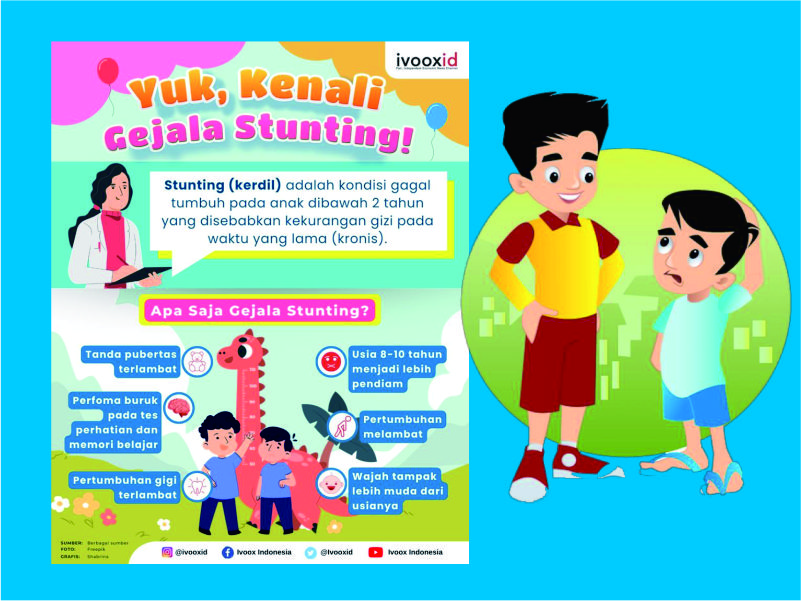 ivooxid
Yuk, Kenali
Gejala Stunting!
Stunting (kerdil) adalah kondisi gagal
tumbuh pada anak dibawah 2 tahun
yang disebabkan kekurangan gizi pada
waktu yang lama (kronis).
Apa Saja Gejala Stunting?
Tanda pubertas
terlambat
Perfoma buruk
pada tes
perhatian dan
memori belajar
Pertumbuhan gigi
terlambat
Usia 8-10 tahun
menjadi lebih
pendiam
Pertumbuhan
melambat
Wajah tampak
lebih muda dari
usianya
SUMBER: Berbagai sumber
FOTO: Freepik
GRAFIS: Shabrina
@ivooxid
Ivoox Indonesia
@Ivooxid
Ivoox Indonesia